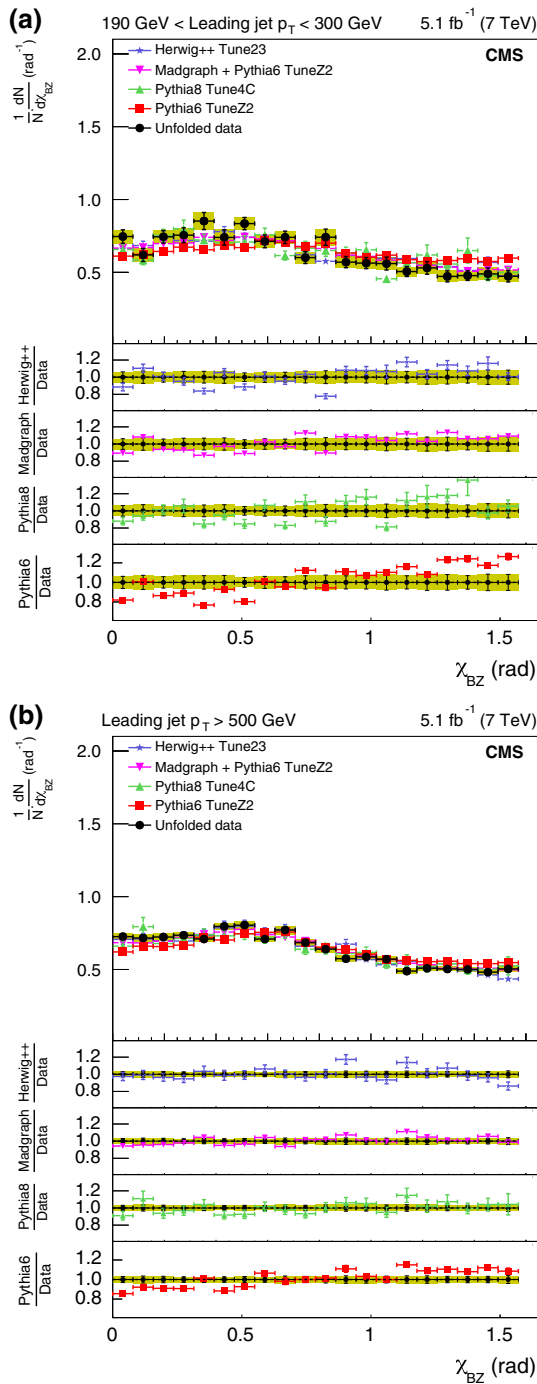 (a)
190 GeV < Leading jet p_T < 300 GeV 5.1 fb⁻¹ (7 TeV)
1/N dN/dχ_BZ (rad⁻¹)
2.0
1.5
1.0
0.5
Herwig++ Tune23
Madgraph + Pythia6 TuneZ2
Pythia8 Tune4C
Pythia6 TuneZ2
Unfolded data
CMS
Herwig++ / Data
1.2
1.0
0.8
Madgraph / Data
1.2
1.0
0.8
Pythia8 / Data
1.2
1.0
0.8
Pythia6 / Data
1.2
1.0
0.8
0 0.5 1 1.5
χ_BZ (rad)
(b)
Leading jet p_T > 500 GeV 5.1 fb⁻¹ (7 TeV)
1/N dN/dχ_BZ (rad⁻¹)
2.0
1.5
1.0
0.5
Herwig++ Tune23
Madgraph + Pythia6 TuneZ2
Pythia8 Tune4C
Pythia6 TuneZ2
Unfolded data
CMS
Herwig++ / Data
1.2
1.0
0.8
Madgraph / Data
1.2
1.0
0.8
Pythia8 / Data
1.2
1.0
0.8
Pythia6 / Data
1.2
1.0
0.8
0 0.5 1 1.5
χ_BZ (rad)